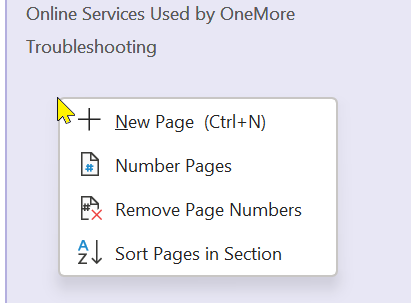 Online Services Used by OneMore
Troubleshooting
New Page (Ctrl+N)
Number Pages
Remove Page Numbers
Sort Pages in Section